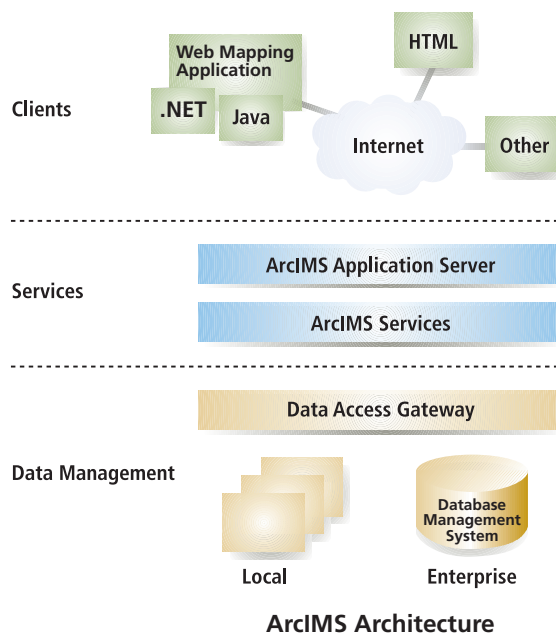 Web Mapping
Application
.NET
Java
HTML
Clients
Internet
Other
ArcIMS Application Server
Services
ArcIMS Services
Data Access Gateway
Data Management
Database
Management
System
Local
Enterprise
ArcIMS Architecture